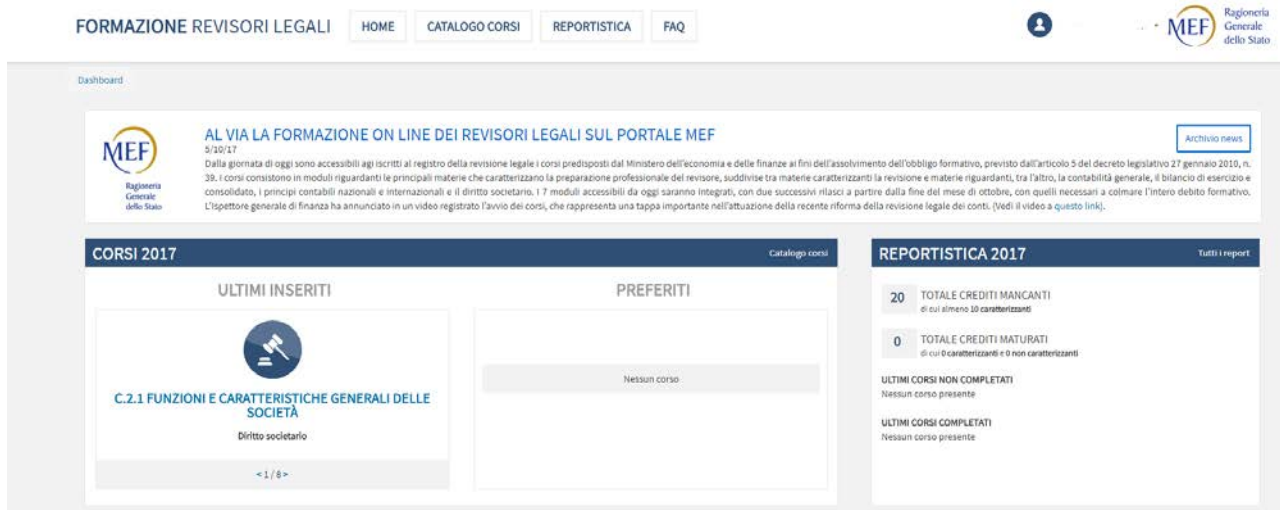 FORMAZIONE REVISORI LEGALI
HOME
CATALOGO CORSI
REPORTISTICA
FAQ
MEF
Ragioneria
Generale
dello Stato
Dashboard
MEF
Ragioneria
Generale
dello Stato
AL VIA LA FORMAZIONE ON LINE DEI REVISORI LEGALI SUL PORTALE MEF
Archivio news
5/10/17
Dalla giornata di oggi sono accessibili agi iscritti al registro della revisione legale i corsi predisposti dal Ministero dell'economia e delle finanze ai fini dell'assolvimento dell'obbligo formativo, previsto dall'articolo 5 del decreto legislativo 27 gennaio 2010, n.
39. I corsi consistono in moduli riguardanti le principali materie che caratterizzano la preparazione professionale del revisore, suddivise tra materie caratterizzanti la revisione e materie riguardanti, tra l'altro, la contabilità generale, il bilancio di esercizio e
consolidato, i principi contabili nazionali e internazionali e il diritto societario. I 7 moduli accessibili da oggi saranno integrati, con due successivi rilasci a partire dalla fine del mese di ottobre, con quelli necessari a colmare l'intero debito formativo.
L'Ispettore generale di finanza ha annunciato in un video registrato l'avvio dei corsi, che rappresenta una tappa importante nell'attuazione della recente riforma della revisione legale dei conti. (Vedi il video a questo link).
CORSI 2017
Catalogo corsi
ULTIMI INSERITI
PREFERITI
C.2.1 FUNZIONI E CARATTERISTICHE GENERALI DELLE
SOCIETÀ
Diritto societario
< 1 / 8 >
Nessun corso
REPORTISTICA 2017
Tutti i report
20 TOTALE CREDITI MANCANTI
di cui almeno 10 caratterizzanti
0 TOTALE CREDITI MATURATI
di cui 0 caratterizzanti e 0 non caratterizzanti
ULTIMI CORSI NON COMPLETATI
Nessun corso presente
ULTIMI CORSI COMPLETATI
Nessun corso presente